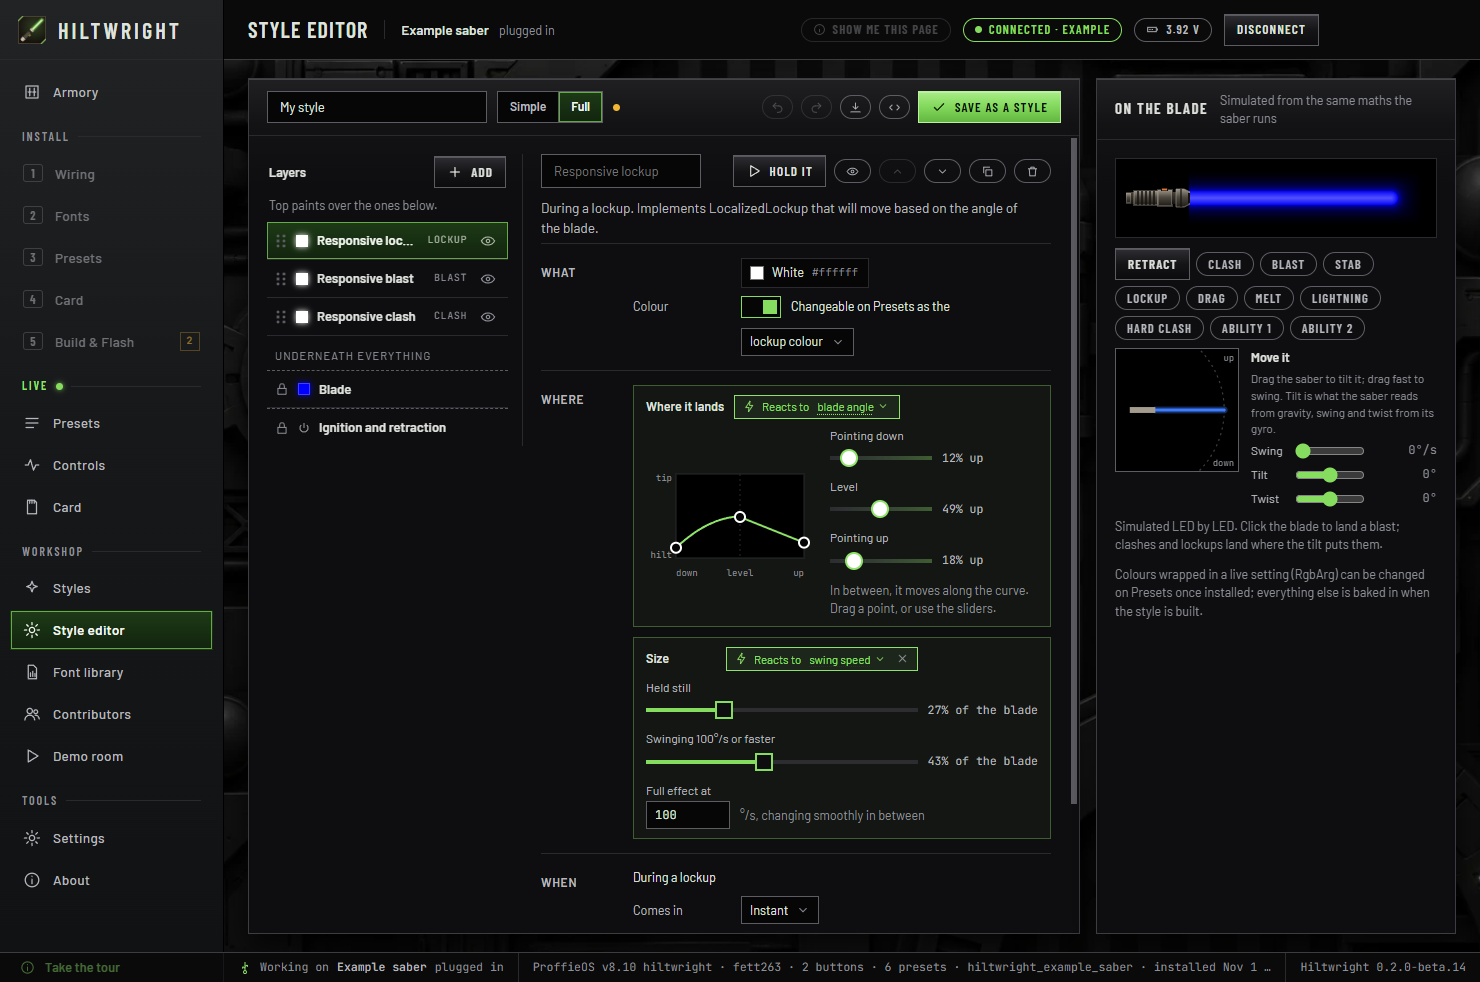 HILTWRIGHT
STYLE EDITOR
Example saber plugged in
SHOW ME THIS PAGE
CONNECTED · EXAMPLE
3.92 V
DISCONNECT
Armory
INSTALL
1 Wiring
2 Fonts
3 Presets
4 Card
5 Build & Flash 2
LIVE
Presets
Controls
Card
WORKSHOP
Styles
Style editor
Font library
Contributors
Demo room
TOOLS
Settings
About
Take the tour
My style
Simple Full
SAVE AS A STYLE
Layers
ADD
Top paints over the ones below.
Responsive loc... LOCKUP
Responsive blast BLAST
Responsive clash CLASH
UNDERNEATH EVERYTHING
Blade
Ignition and retraction
Responsive lockup
HOLD IT
During a lockup. Implements LocalizedLockup that will move based on the angle of
the blade.
WHAT
White #ffffff
Colour
Changeable on Presets as the
lockup colour
WHERE
Where it lands
Reacts to blade angle
tip
hilt
down level up
Pointing down
12% up
Level
49% up
Pointing up
18% up
In between, it moves along the curve.
Drag a point, or use the sliders.
Size
Reacts to swing speed
Held still
27% of the blade
Swinging 100°/s or faster
43% of the blade
Full effect at
100 °/s, changing smoothly in between
WHEN
During a lockup
Comes in
Instant
ON THE BLADE
Simulated from the same maths the
saber runs
RETRACT CLASH BLAST STAB
LOCKUP DRAG MELT LIGHTNING
HARD CLASH ABILITY 1 ABILITY 2
up
down
Move it
Drag the saber to tilt it; drag fast to
swing. Tilt is what the saber reads
from gravity, swing and twist from its
gyro.
Swing 0°/s
Tilt 0°
Twist 0°
Simulated LED by LED. Click the blade to land a blast;
clashes and lockups land where the tilt puts them.
Colours wrapped in a live setting (RgbArg) can be changed
on Presets once installed; everything else is baked in when
the style is built.
Working on Example saber plugged in
ProffieOS v8.10 hiltwright · fett263 · 2 buttons · 6 presets · hiltwright_example_saber · installed Nov 1 …
Hiltwright 0.2.0-beta.14